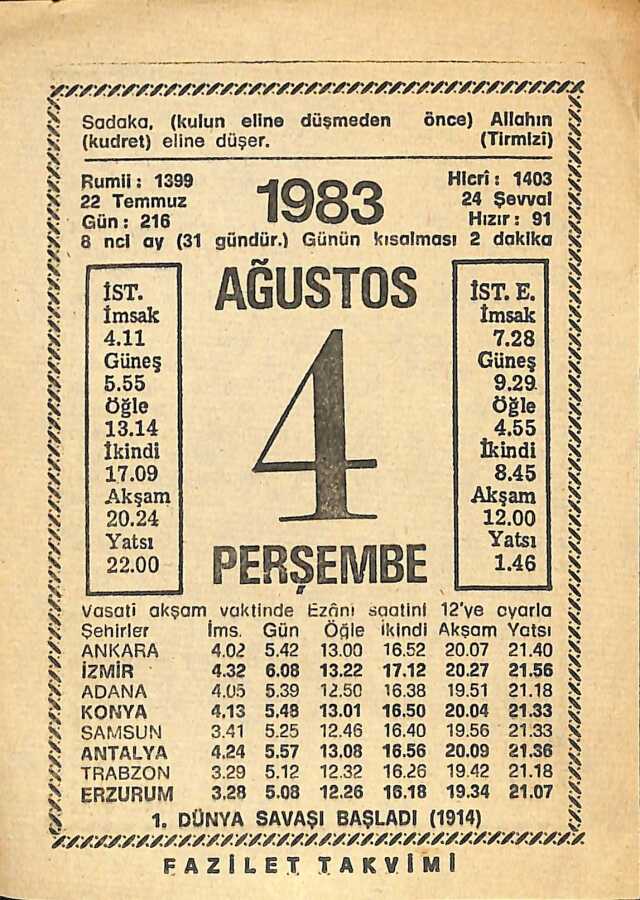 Sadaka, (kulun eline düşmeden önce) Allahın
(kudret) eline düşer. (Tirmizî)
Rumiı: 1399
22 Temmuz
Gün: 216
1983
Hicrî: 1403
24 Şevval
Hızır: 91
8 nci ay (31 gündür.) Günün kısalması 2 dakika
İST.
İmsak
4.11
Güneş
5.55
Öğle
13.14
İkindi
17.09
Akşam
20.24
Yatsı
22.00
AĞUSTOS
4
PERŞEMBE
İST. E.
İmsak
7.28
Güneş
9.29
Öğle
4.55
İkindi
8.45
Akşam
12.00
Yatsı
1.46
Vasati akşam vaktinde Ezânî saatini 12'ye ayarla
Şehirler İms. Gün Öğle İkindi Akşam Yatsı
ANKARA 4.02 5.42 13.00 16.52 20.07 21.40
İZMİR 4.32 6.08 13.22 17.12 20.27 21.56
ADANA 4.05 5.39 12.50 16.38 19.51 21.18
KONYA 4.13 5.48 13.01 16.50 20.04 21.33
SAMSUN 3.41 5.25 12.46 16.40 19.56 21.33
ANTALYA 4.24 5.57 13.08 16.56 20.09 21.36
TRABZON 3.29 5.12 12.32 16.26 19.42 21.18
ERZURUM 3.28 5.08 12.26 16.18 19.34 21.07
1. DÜNYA SAVAŞI BAŞLADI (1914)
FAZİLET TAKVİMİ